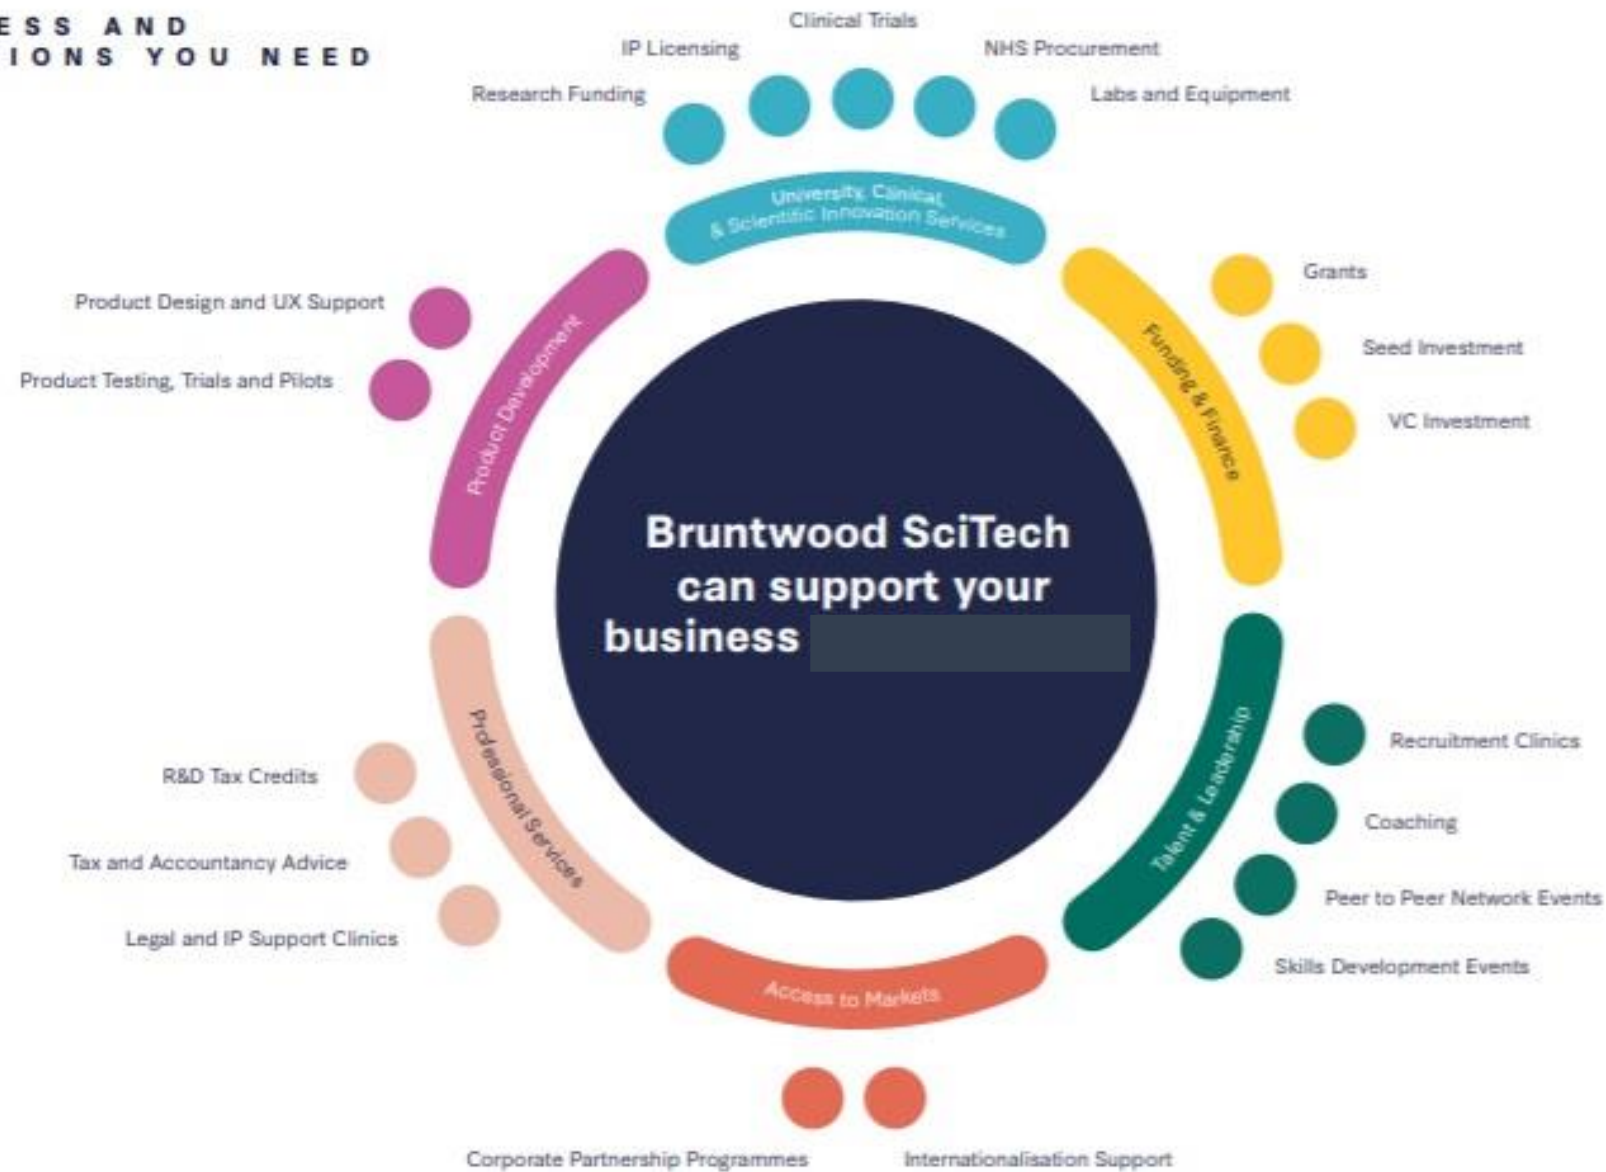 ESS AND
IONS YOU NEED
Clinical Trials
IP Licensing
NHS Procurement
Research Funding
Labs and Equipment
University, Clinical,
& Scientific Innovation Services
Grants
Product Design and UX Support
Seed Investment
Product Testing, Trials and Pilots
Product Development
Funding & Finance
VC Investment
Bruntwood SciTech
can support your
business
Professional Services
Talent & Leadership
Recruitment Clinics
R&D Tax Credits
Coaching
Tax and Accountancy Advice
Peer to Peer Network Events
Legal and IP Support Clinics
Skills Development Events
Access to Markets
Corporate Partnership Programmes
Internationalisation Support